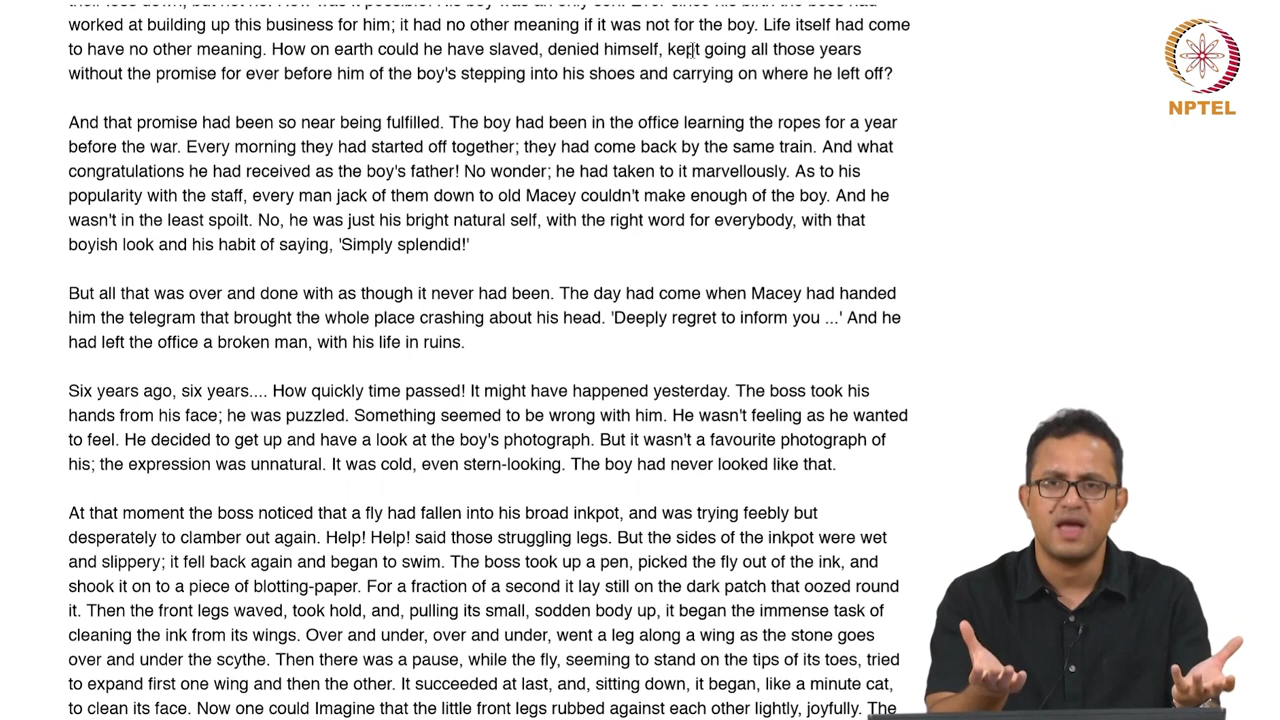 their loss down, but not he. How was it possible? His boy was an only son. Ever since his birth the boss had
worked at building up this business for him; it had no other meaning if it was not for the boy. Life itself had come
to have no other meaning. How on earth could he have slaved, denied himself, kept going all those years
without the promise for ever before him of the boy's stepping into his shoes and carrying on where he left off?
And that promise had been so near being fulfilled. The boy had been in the office learning the ropes for a year
before the war. Every morning they had started off together; they had come back by the same train. And what
congratulations he had received as the boy's father! No wonder; he had taken to it marvellously. As to his
popularity with the staff, every man jack of them down to old Macey couldn't make enough of the boy. And he
wasn't in the least spoilt. No, he was just his bright natural self, with the right word for everybody, with that
boyish look and his habit of saying, 'Simply splendid!'
But all that was over and done with as though it never had been. The day had come when Macey had handed
him the telegram that brought the whole place crashing about his head. 'Deeply regret to inform you ...' And he
had left the office a broken man, with his life in ruins.
Six years ago, six years.... How quickly time passed! It might have happened yesterday. The boss took his
hands from his face; he was puzzled. Something seemed to be wrong with him. He wasn't feeling as he wanted
to feel. He decided to get up and have a look at the boy's photograph. But it wasn't a favourite photograph of
his; the expression was unnatural. It was cold, even stern-looking. The boy had never looked like that.
At that moment the boss noticed that a fly had fallen into his broad inkpot, and was trying feebly but
desperately to clamber out again. Help! Help! said those struggling legs. But the sides of the inkpot were wet
and slippery; it fell back again and began to swim. The boss took up a pen, picked the fly out of the ink, and
shook it on to a piece of blotting-paper. For a fraction of a second it lay still on the dark patch that oozed round
it. Then the front legs waved, took hold, and, pulling its small, sodden body up, it began the immense task of
cleaning the ink from its wings. Over and under, over and under, went a leg along a wing as the stone goes
over and under the scythe. Then there was a pause, while the fly, seeming to stand on the tips of its toes, tried
to expand first one wing and then the other. It succeeded at last, and, sitting down, it began, like a minute cat,
to clean its face. Now one could Imagine that the little front legs rubbed against each other lightly, joyfully. The
NPTEL